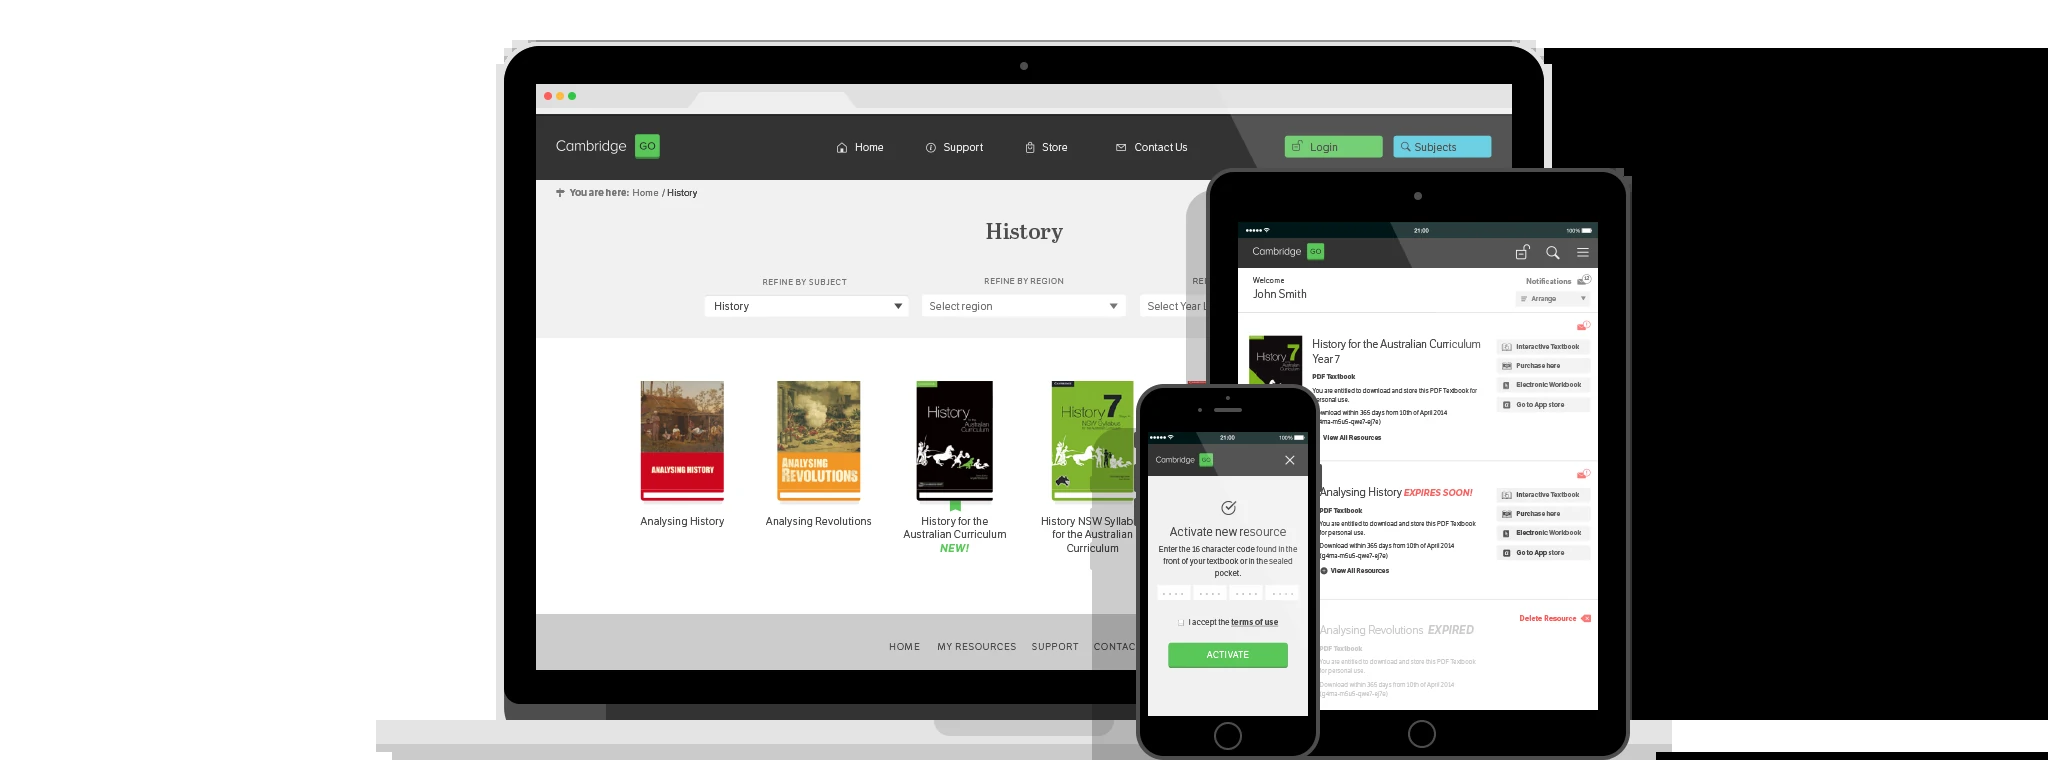 Cambridge GO
Home
Support
Store
Contact Us
Login
Subjects
You are here: Home / History
History
REFINE BY SUBJECT
REFINE BY REGION
History
Select region
Select Year
ANALYSING HISTORY
ANALYSING
REVOLUTIONS
History
Australian
Curriculum
History 7
NSW Syllabus
Analysing History
Analysing Revolutions
History for the
Australian Curriculum
NEW!
History NSW Syllab
for the Australian
Curriculum
HOME
MY RESOURCES
SUPPORT
CONTAC
21:00
100%
Cambridge GO
Welcome
John Smith
Notifications
12
Arrange
History 7
Australian
Curriculum
History for the Australian Curriculum
Year 7
PDF Textbook
You are entitled to download and store this PDF Textbook for
personal use.
ownload within 365 days from 10th of April 2014
View All Resources
Interactive Textbook
Purchase here
Electronic Workbook
Go to App store
Analysing History EXPIRES SOON!
PDF Textbook
You are entitled to download and store this PDF Textbook
for personal use.
Download within 365 days from 10th of April 2014
(g4ma-m5u5-qwe7-ej7e)
View All Resources
Interactive Textbook
Purchase here
Electronic Workbook
Go to App store
Analysing Revolutions EXPIRED
Delete Resource
PDF Textbook
You are entitled to download and store this PDF Textbook
for personal use.
Download within 365 days from 10th of April 2014
(g4ma-m5u5-qwe7-ej7e)
21:00
100%
Cambridge GO
Activate new resource
Enter the 16 character code found in the
front of your textbook or in the sealed
pocket.
I accept the terms of use
ACTIVATE